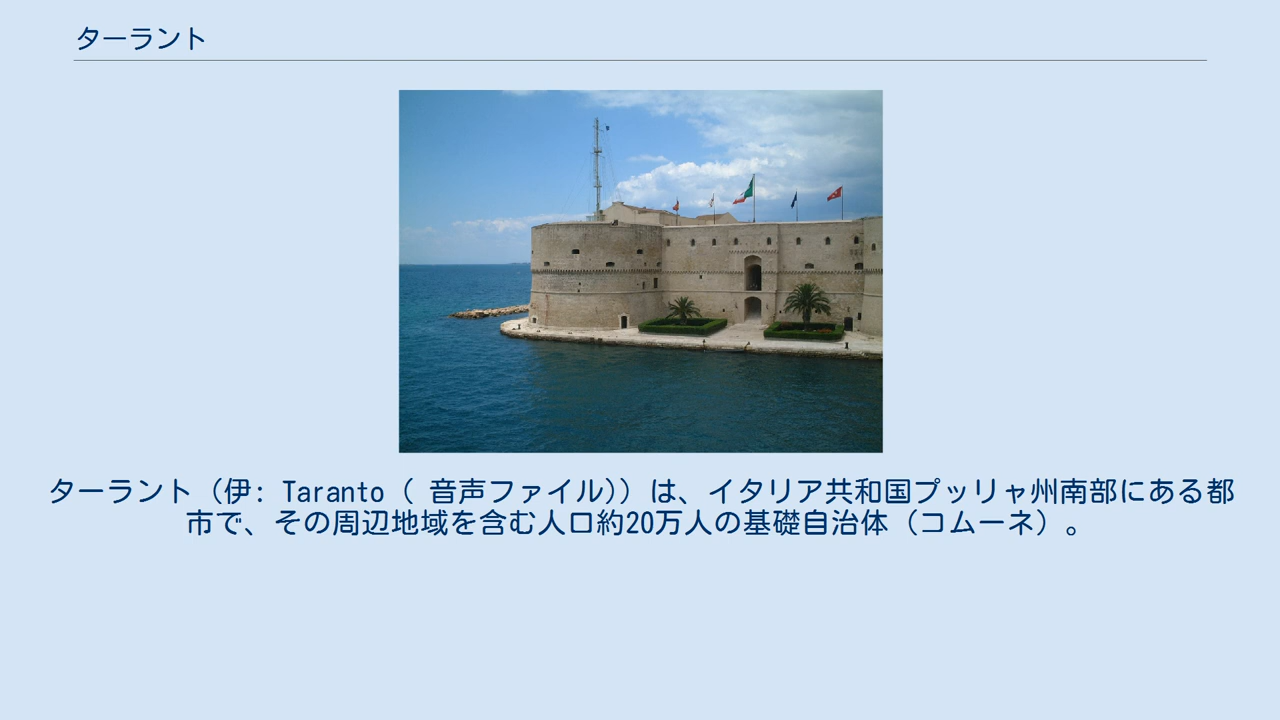 ターラント
ターラント（伊: Taranto（ 音声ファイル)）は、イタリア共和国プッリャ州南部にある都
市で、その周辺地域を含む人口約20万人の基礎自治体（コムーネ）。